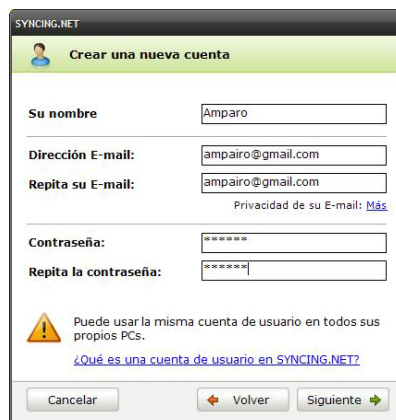 SYNCING.NET
Crear una nueva cuenta
Su nombre Amparo
Dirección E-mail: ampairo@gmail.com
Repita su E-mail: ampairo@gmail.com
Privacidad de su E-mail: Más
Contraseña: ******
Repita la contraseña: ******
Puede usar la misma cuenta de usuario en todos sus
propios PCs.
¿Qué es una cuenta de usuario en SYNCING.NET?
Cancelar Volver Siguiente